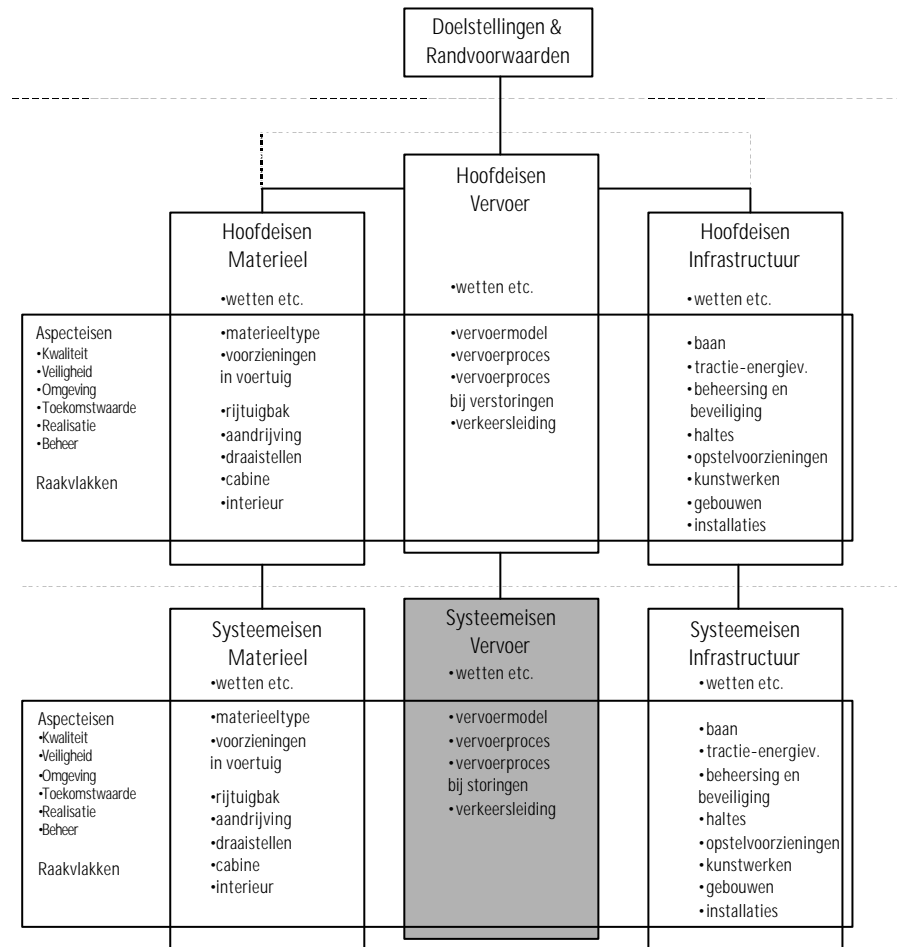 Doelstellingen &
Randvoorwaarden
Hoofdeisen
Vervoer
•wetten etc.
•vervoermodel
•vervoerproces
•vervoerproces
bij verstoringen
•verkeersleiding
Hoofdeisen
Materieel
•wetten etc.
•materieeltype
•voorzieningen
in voertuig
•rijtuigbak
•aandrijving
•draaistellen
•cabine
•interieur
Hoofdeisen
Infrastructuur
•wetten etc.
•baan
•tractie-energiev.
•beheersing en
beveiliging
•haltes
•opstelvoorzieningen
•kunstwerken
•gebouwen
•installaties
Aspecteisen
•Kwaliteit
•Veiligheid
•Omgeving
•Toekomstwaarde
•Realisatie
•Beheer
Raakvlakken
Systeemeisen
Materieel
•wetten etc.
•materieeltype
•voorzieningen
in voertuig
•rijtuigbak
•aandrijving
•draaistellen
•cabine
•interieur
Systeemeisen
Vervoer
•wetten etc.
•vervoermodel
•vervoerproces
•vervoerproces
bij storingen
•verkeersleiding
Systeemeisen
Infrastructuur
•wetten etc.
•baan
•tractie-energiev.
•beheersing en
beveiliging
•haltes
•opstelvoorzieningen
•kunstwerken
•gebouwen
•installaties
Aspecteisen
•Kwaliteit
•Veiligheid
•Omgeving
•Toekomstwaarde
•Realisatie
•Beheer
Raakvlakken